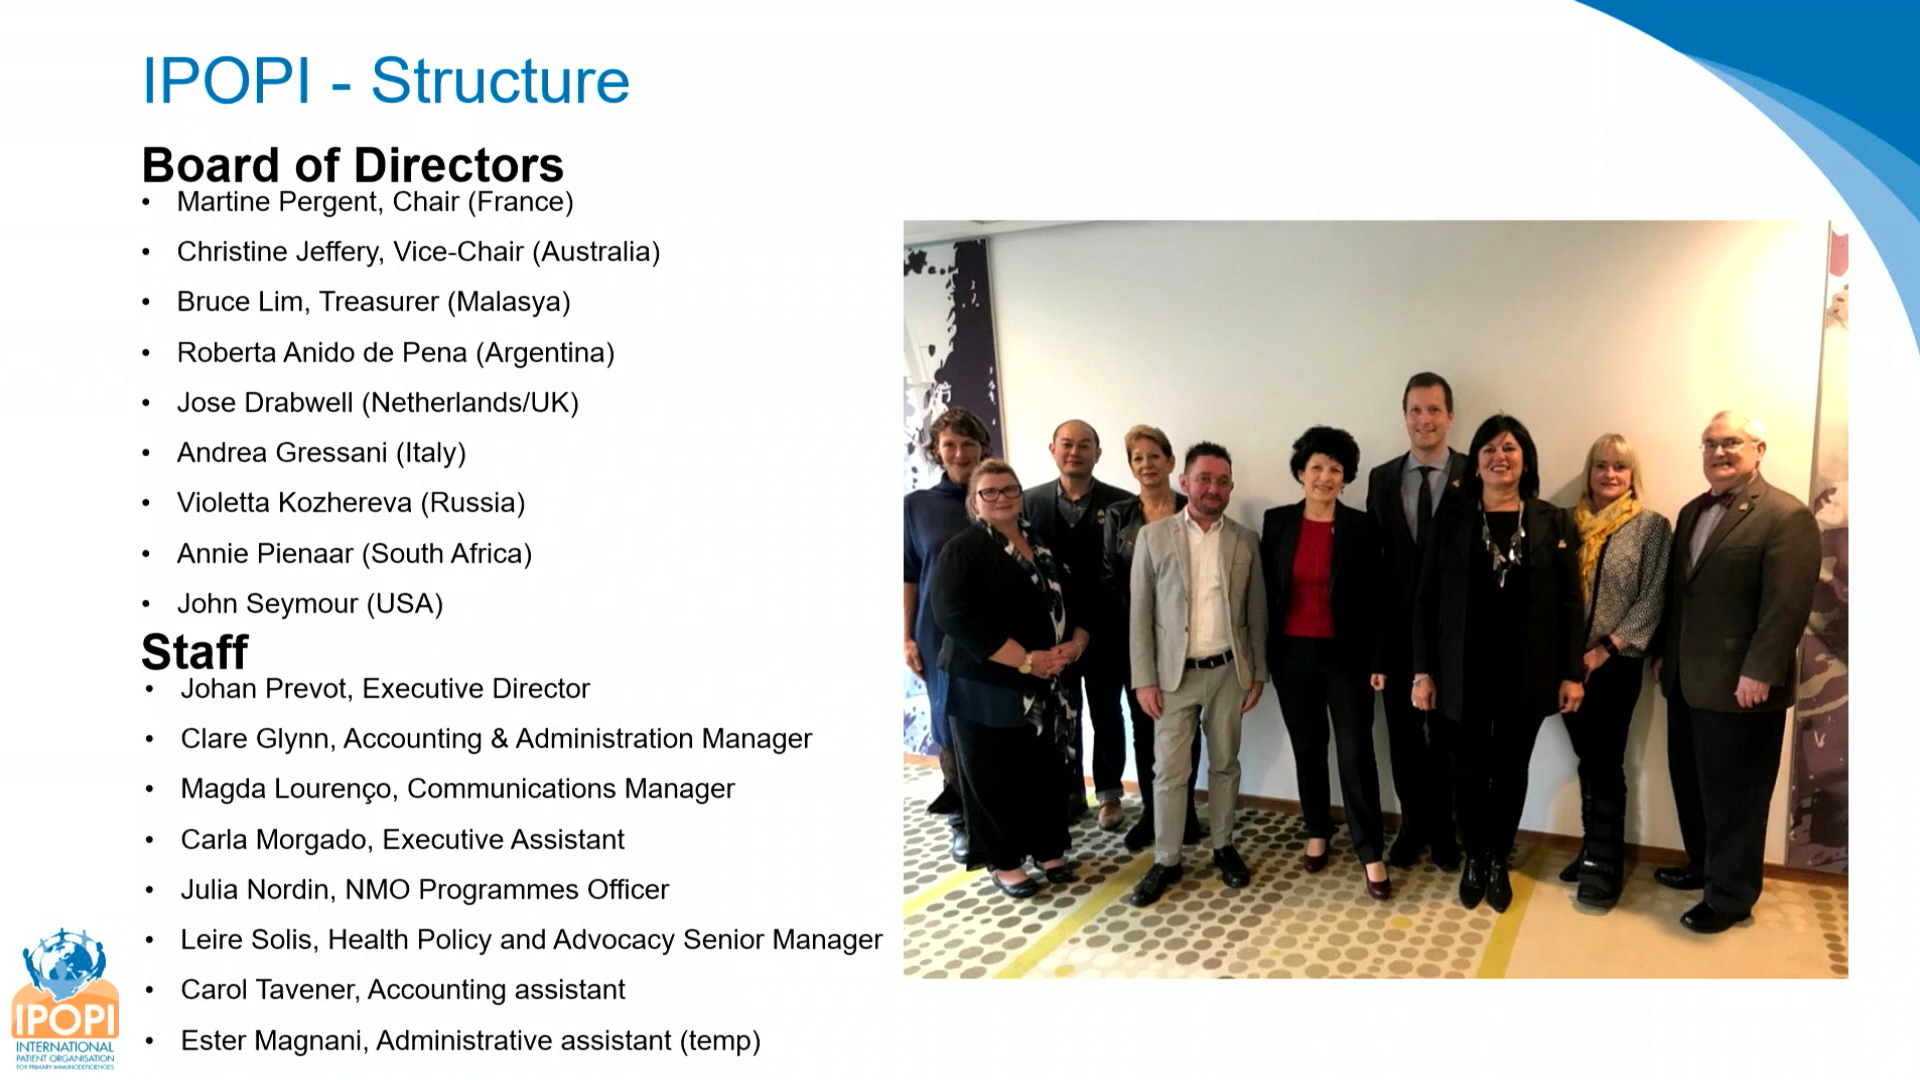 IPOPI - Structure
Board of Directors
• Martine Pergent, Chair (France)
• Christine Jeffery, Vice-Chair (Australia)
• Bruce Lim, Treasurer (Malasya)
• Roberta Anido de Pena (Argentina)
• Jose Drabwell (Netherlands/UK)
• Andrea Gressani (Italy)
• Violetta Kozhereva (Russia)
• Annie Pienaar (South Africa)
• John Seymour (USA)
Staff
• Johan Prevot, Executive Director
• Clare Glynn, Accounting & Administration Manager
• Magda Lourenço, Communications Manager
• Carla Morgado, Executive Assistant
• Julia Nordin, NMO Programmes Officer
• Leire Solis, Health Policy and Advocacy Senior Manager
• Carol Tavener, Accounting assistant
• Ester Magnani, Administrative assistant (temp)
IPOPI
INTERNATIONAL
PATIENT ORGANISATION
FOR PRIMARY IMMUNODEFICIENCIES